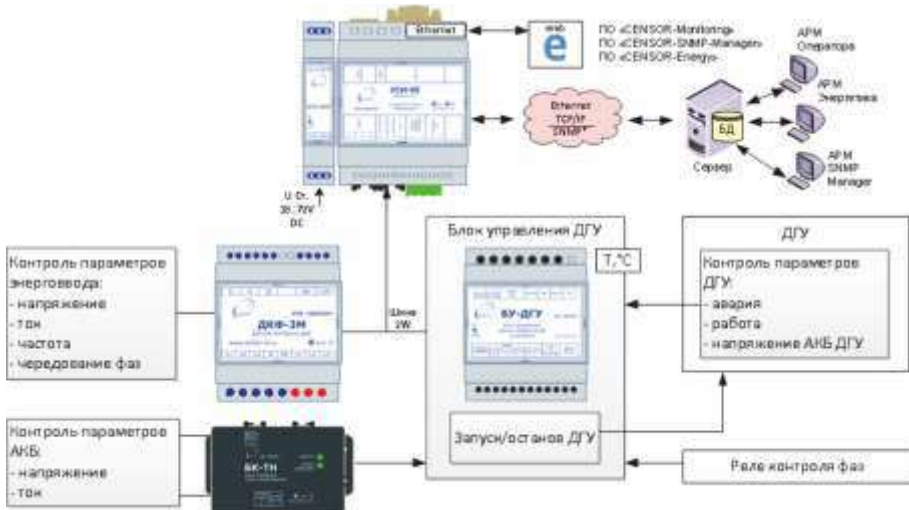 Ethernet
web
e
ПО «CENSOR-Monitoring»
ПО «CENSOR-SNMP-Manager»
ПО «CENSOR-Energy»
АРМ
Оператора
АРМ
Энергетика
АРМ
SNMP
Manager
Ethernet
TCP/IP
SNMP
БД
Сервер
DC
Блок управления ДГУ
T,°C
БУ-ДГУ
Запуск/останов ДГУ
ДГУ
Контроль параметров
ДГУ:
- авария
- работа
- напряжение АКБ ДГУ
Реле контроля фаз
Контроль параметров
энерговвода:
- напряжение
- ток
- частота
- чередование фаз
ДКФ-3М
Шина
Контроль параметров
АКБ:
- напряжение
- ток
БК-ТН